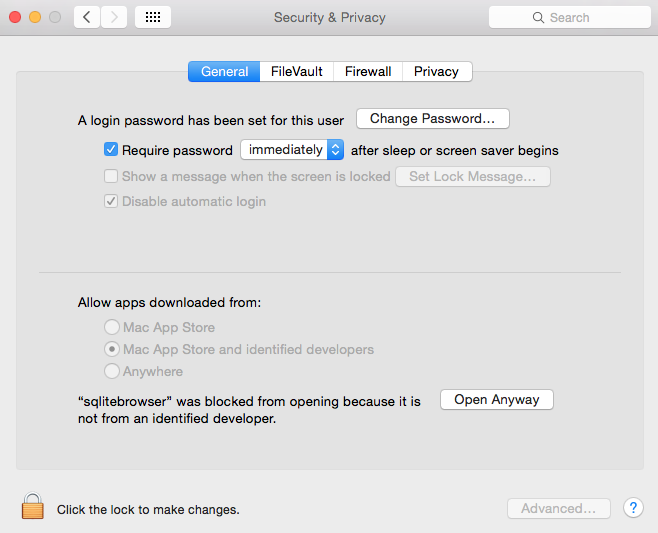 Security & Privacy
Search
General
FileVault
Firewall
Privacy
A login password has been set for this user
Change Password...
Require password
immediately
after sleep or screen saver begins
Show a message when the screen is locked
Set Lock Message...
Disable automatic login
Allow apps downloaded from:
Mac App Store
Mac App Store and identified developers
Anywhere
“sqlitebrowser” was blocked from opening because it is
not from an identified developer.
Open Anyway
Click the lock to make changes.
Advanced...
?